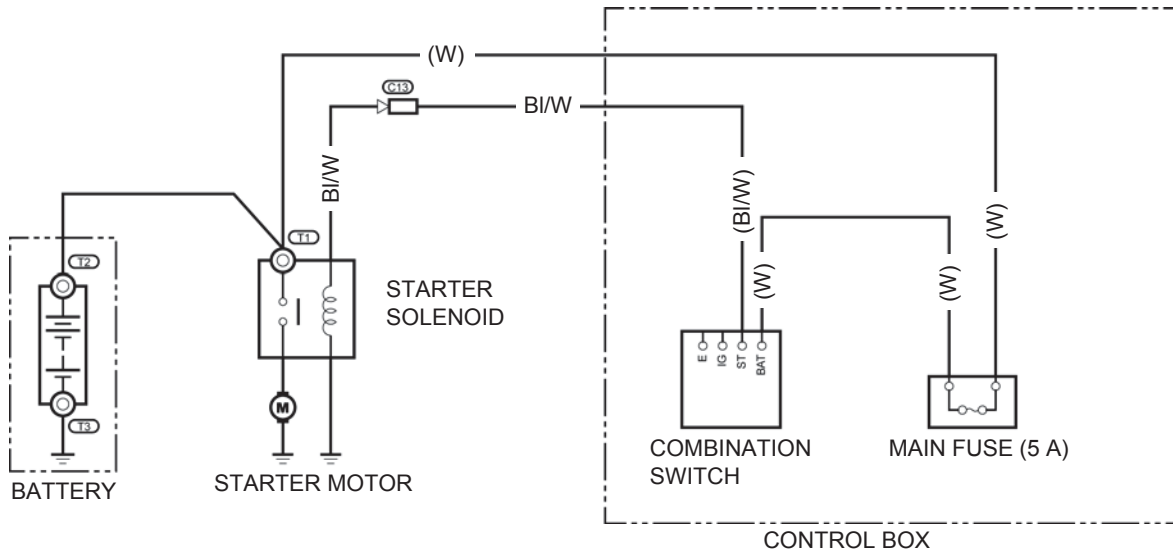 (W)
C13
Bl/W
Bl/W
(Bl/W)
(W)
(W)
(W)
T1
T2
STARTER
SOLENOID
E
IG
ST
BAT
M
T3
COMBINATION
SWITCH
MAIN FUSE (5 A)
BATTERY
STARTER MOTOR
CONTROL BOX